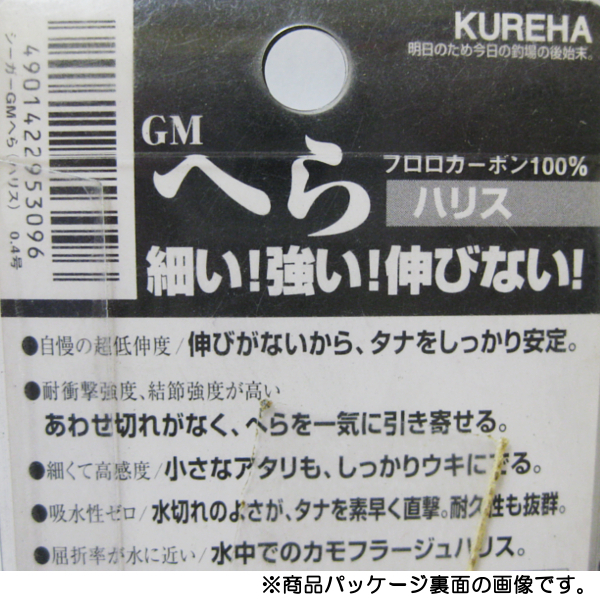 KUREHA
明日のため今日の釣場の後始末。
4901422953096
シーガーGMへら(ハリス) 0.4号
GM
へら
フロロカーボン100%
ハリス
細い!強い!伸びない!
●自慢の超低伸度/伸びがないから、タナをしっかり安定。
●耐衝撃強度、結節強度が高い
あわせ切れがなく、へらを一気に引き寄せる。
●細くて高感度/小さなアタリも、しっかりウキにでる。
●吸水性ゼロ/水切れのよさが、タナを素早く直撃。耐久性も抜群。
●屈折率が水に近い/水中でのカモフラージュハリス。
※商品パッケージ裏面の画像です。